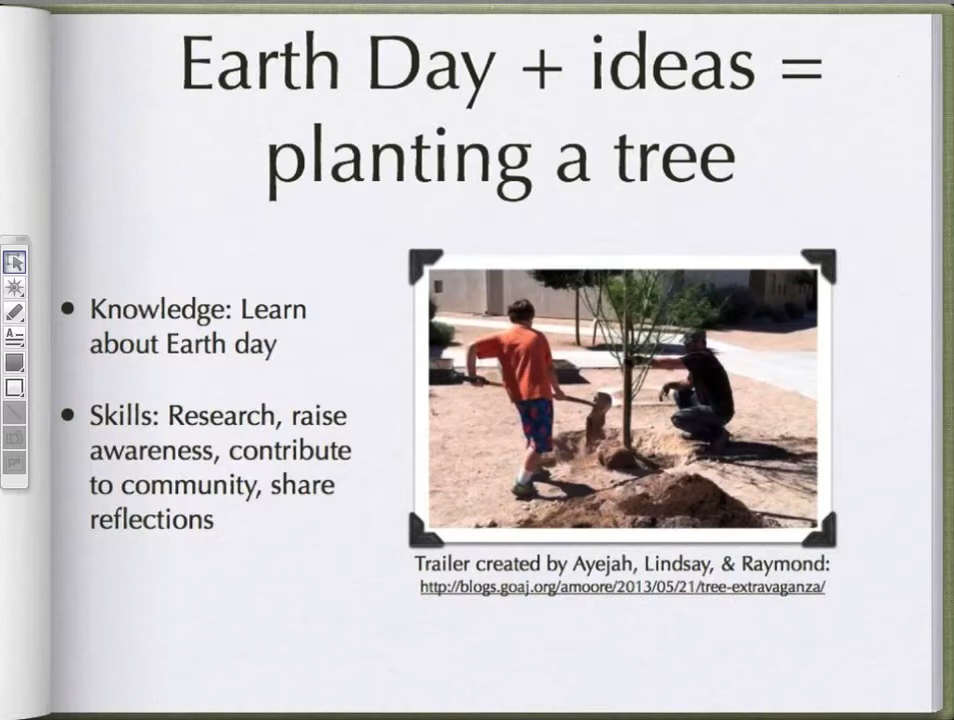 Earth Day + ideas =
planting a tree
• Knowledge: Learn
about Earth day
• Skills: Research, raise
awareness, contribute
to community, share
reflections
Trailer created by Ayejah, Lindsay, & Raymond:
http://blogs.goaj.org/amoore/2013/05/21/tree-extravaganza/